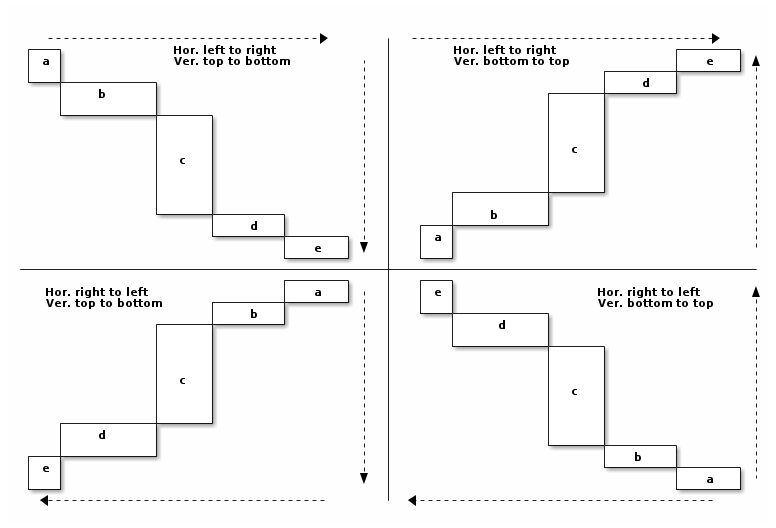 Hor. left to right
Ver. top to bottom
a
b
c
d
e
Hor. left to right
Ver. bottom to top
e
d
c
b
a
Hor. right to left
Ver. top to bottom
a
b
c
d
e
Hor. right to left
Ver. bottom to top
e
d
c
b
a